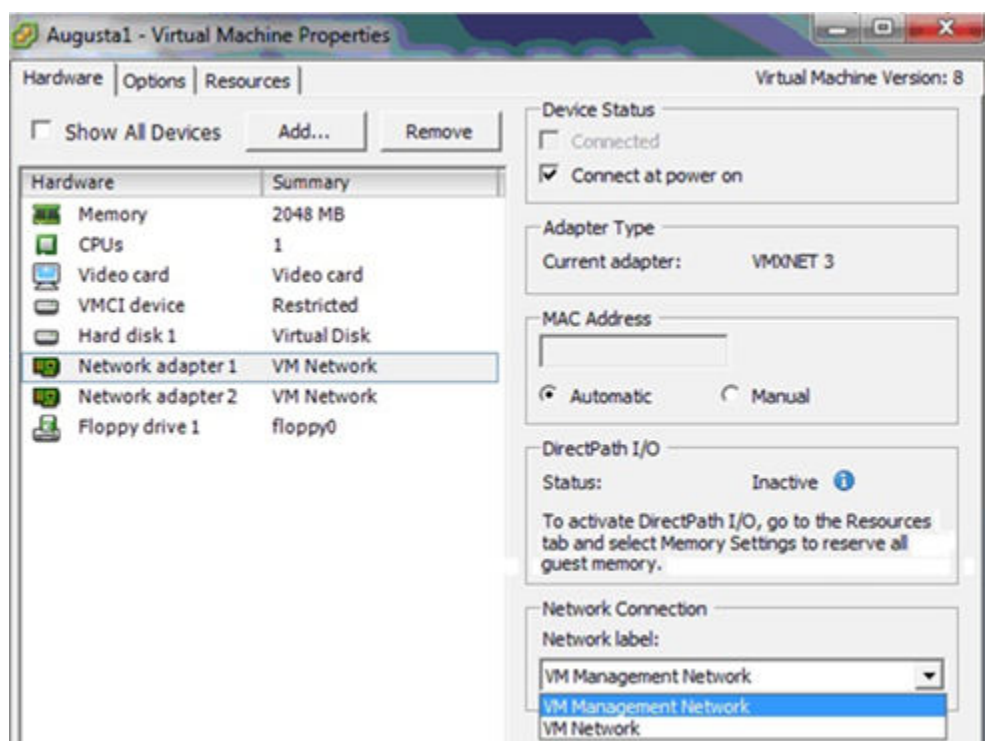 Augusta1 - Virtual Machine Properties
Hardware Options Resources
Virtual Machine Version: 8
Show All Devices Add... Remove
Hardware Summary
Memory 2048 MB
CPUs 1
Video card Video card
VMCI device Restricted
Hard disk 1 Virtual Disk
Network adapter 1 VM Network
Network adapter 2 VM Network
Floppy drive 1 floppy0
Device Status
Connected
Connect at power on
Adapter Type
Current adapter: VMXNET 3
MAC Address
Automatic Manual
DirectPath I/O
Status: Inactive
To activate DirectPath I/O, go to the Resources
tab and select Memory Settings to reserve all
guest memory.
Network Connection
Network label:
VM Management Network
VM Management Network
VM Network